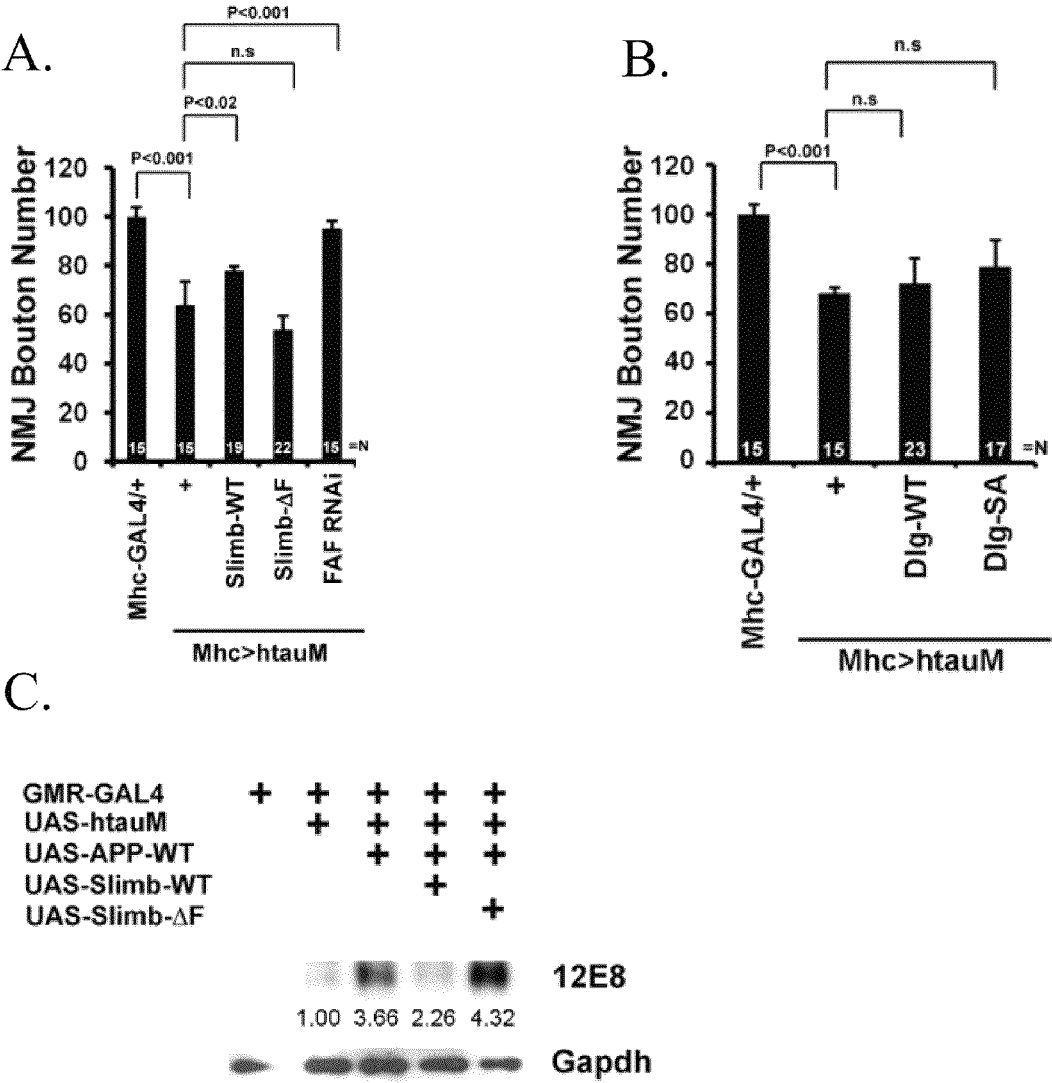 A.
P<0.001
n.s
P<0.02
P<0.001
NMJ Bouton Number
120
100
80
60
40
20
0
15
15
19
22
15
=N
Mhc-GAL4/+
+
Slimb-WT
Slimb-ΔF
FAF RNAi
Mhc>htauM
B.
n.s
n.s
P<0.001
NMJ Bouton Number
120
100
80
60
40
20
0
15
15
23
17
=N
Mhc-GAL4/+
+
Dlg-WT
Dlg-SA
Mhc>htauM
C.
GMR-GAL4 + + + + +
UAS-htauM + + + +
UAS-APP-WT + + +
UAS-Slimb-WT +
UAS-Slimb-ΔF +
12E8
1.00 3.66 2.26 4.32
Gapdh